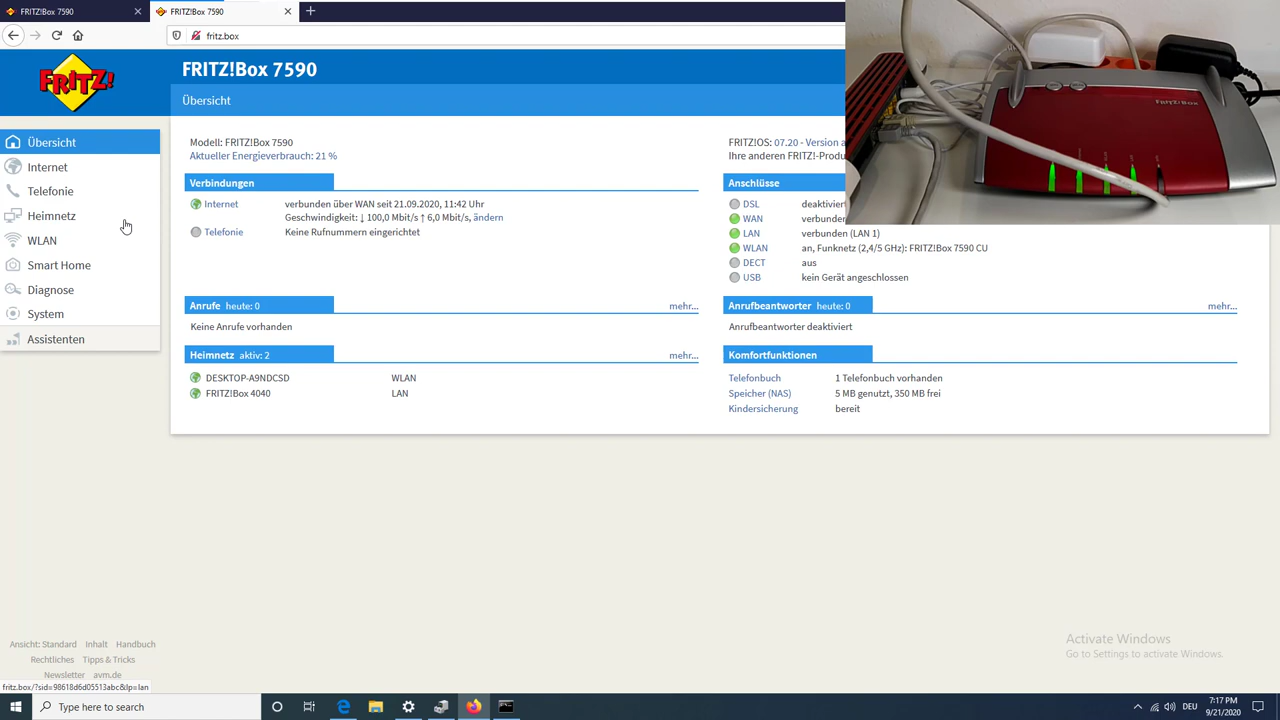 FRITZ!Box 7590
FRITZ!Box 7590
fritz.box
FRITZ!
FRITZ!Box 7590
Übersicht
Übersicht
Internet
Telefonie
Heimnetz
WLAN
Smart Home
Diagnose
System
Assistenten
Modell: FRITZ!Box 7590
Aktueller Energieverbrauch: 21 %
Verbindungen
Internet verbunden über WAN seit 21.09.2020, 11:42 Uhr
Geschwindigkeit: ↓ 100,0 Mbit/s ↑ 6,0 Mbit/s, ändern
Telefonie Keine Rufnummern eingerichtet
Anrufe heute: 0 mehr...
Keine Anrufe vorhanden
Heimnetz aktiv: 2 mehr...
DESKTOP-A9NDCSD WLAN
FRITZ!Box 4040 LAN
FRITZ!OS: 07.20 - Version a
Ihre anderen FRITZ!-Produ
Anschlüsse
DSL deaktivier
WAN verbunden
LAN verbunden (LAN 1)
WLAN an, Funknetz (2,4/5 GHz): FRITZ!Box 7590 CU
DECT aus
USB kein Gerät angeschlossen
Anrufbeantworter heute: 0 mehr...
Anrufbeantworter deaktiviert
Komfortfunktionen
Telefonbuch 1 Telefonbuch vorhanden
Speicher (NAS) 5 MB genutzt, 350 MB frei
Kindersicherung bereit
FRITZ!Box
Ansicht: Standard Inhalt Handbuch
Rechtliches Tipps & Tricks
Newsletter avm.de
fritz.box/?sid=98618d6d05513abc&lp=lan
Activate Windows
Go to Settings to activate Windows.
Type here to search
DEU
7:17 PM
9/21/2020